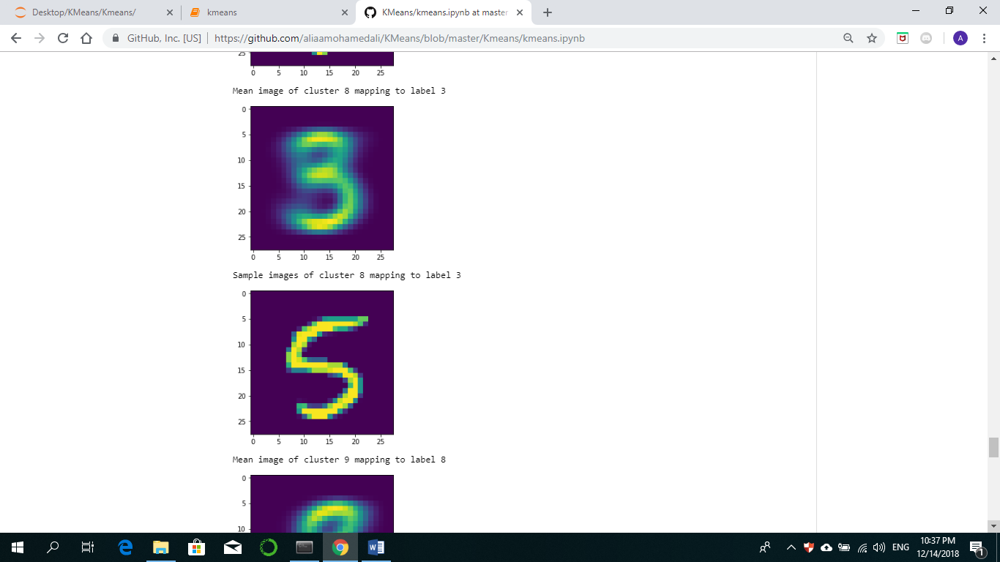 Desktop/KMeans/Kmeans/
kmeans
KMeans/kmeans.ipynb at master
GitHub, Inc. [US]
https://github.com/aliaamohamedali/KMeans/blob/master/Kmeans/kmeans.ipynb
A
25
0 5 10 15 20 25
Mean image of cluster 8 mapping to label 3
0
5
10
15
20
25
0 5 10 15 20 25
Sample images of cluster 8 mapping to label 3
0
5
10
15
20
25
0 5 10 15 20 25
Mean image of cluster 9 mapping to label 8
0
5
10
ENG
10:37 PM
12/14/2018
1